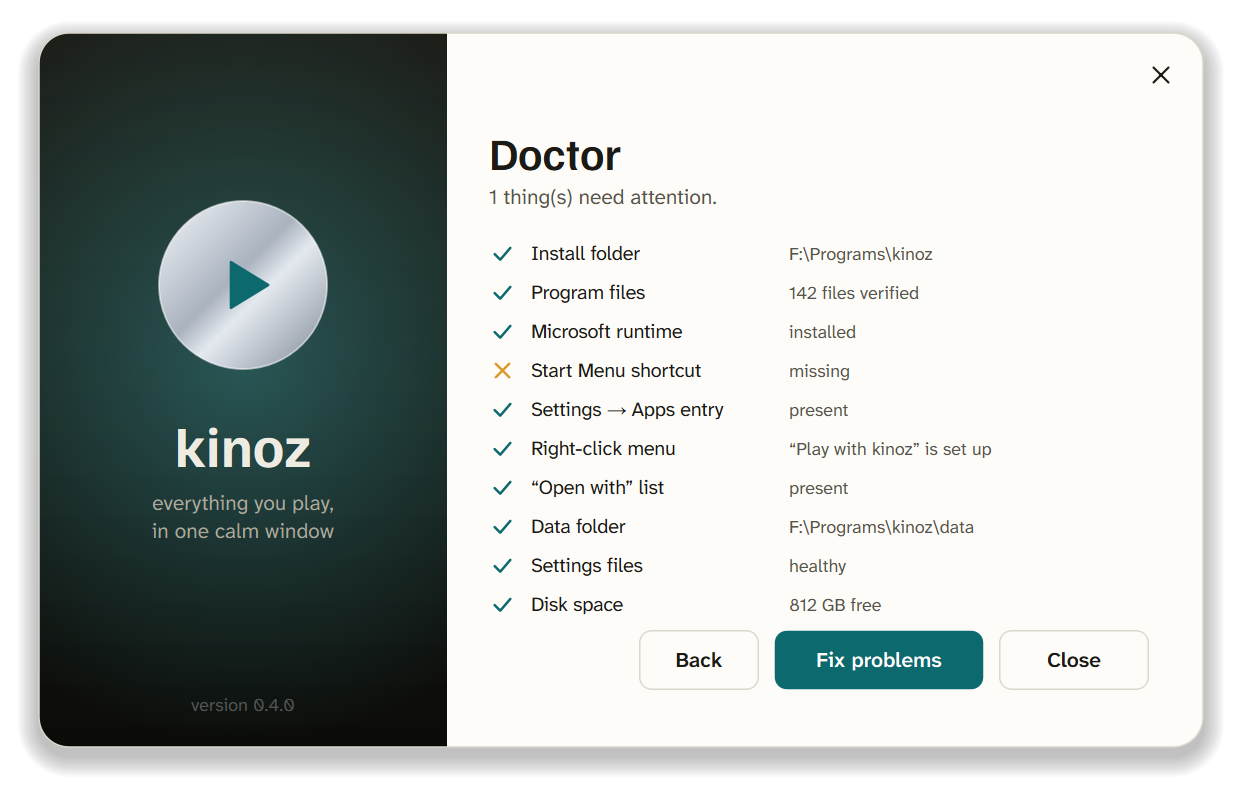 kinoz
everything you play,
in one calm window
version 0.4.0
Doctor
1 thing(s) need attention.
Install folder F:\Programs\kinoz
Program files 142 files verified
Microsoft runtime installed
Start Menu shortcut missing
Settings → Apps entry present
Right-click menu “Play with kinoz” is set up
“Open with” list present
Data folder F:\Programs\kinoz\data
Settings files healthy
Disk space 812 GB free
Back Fix problems Close